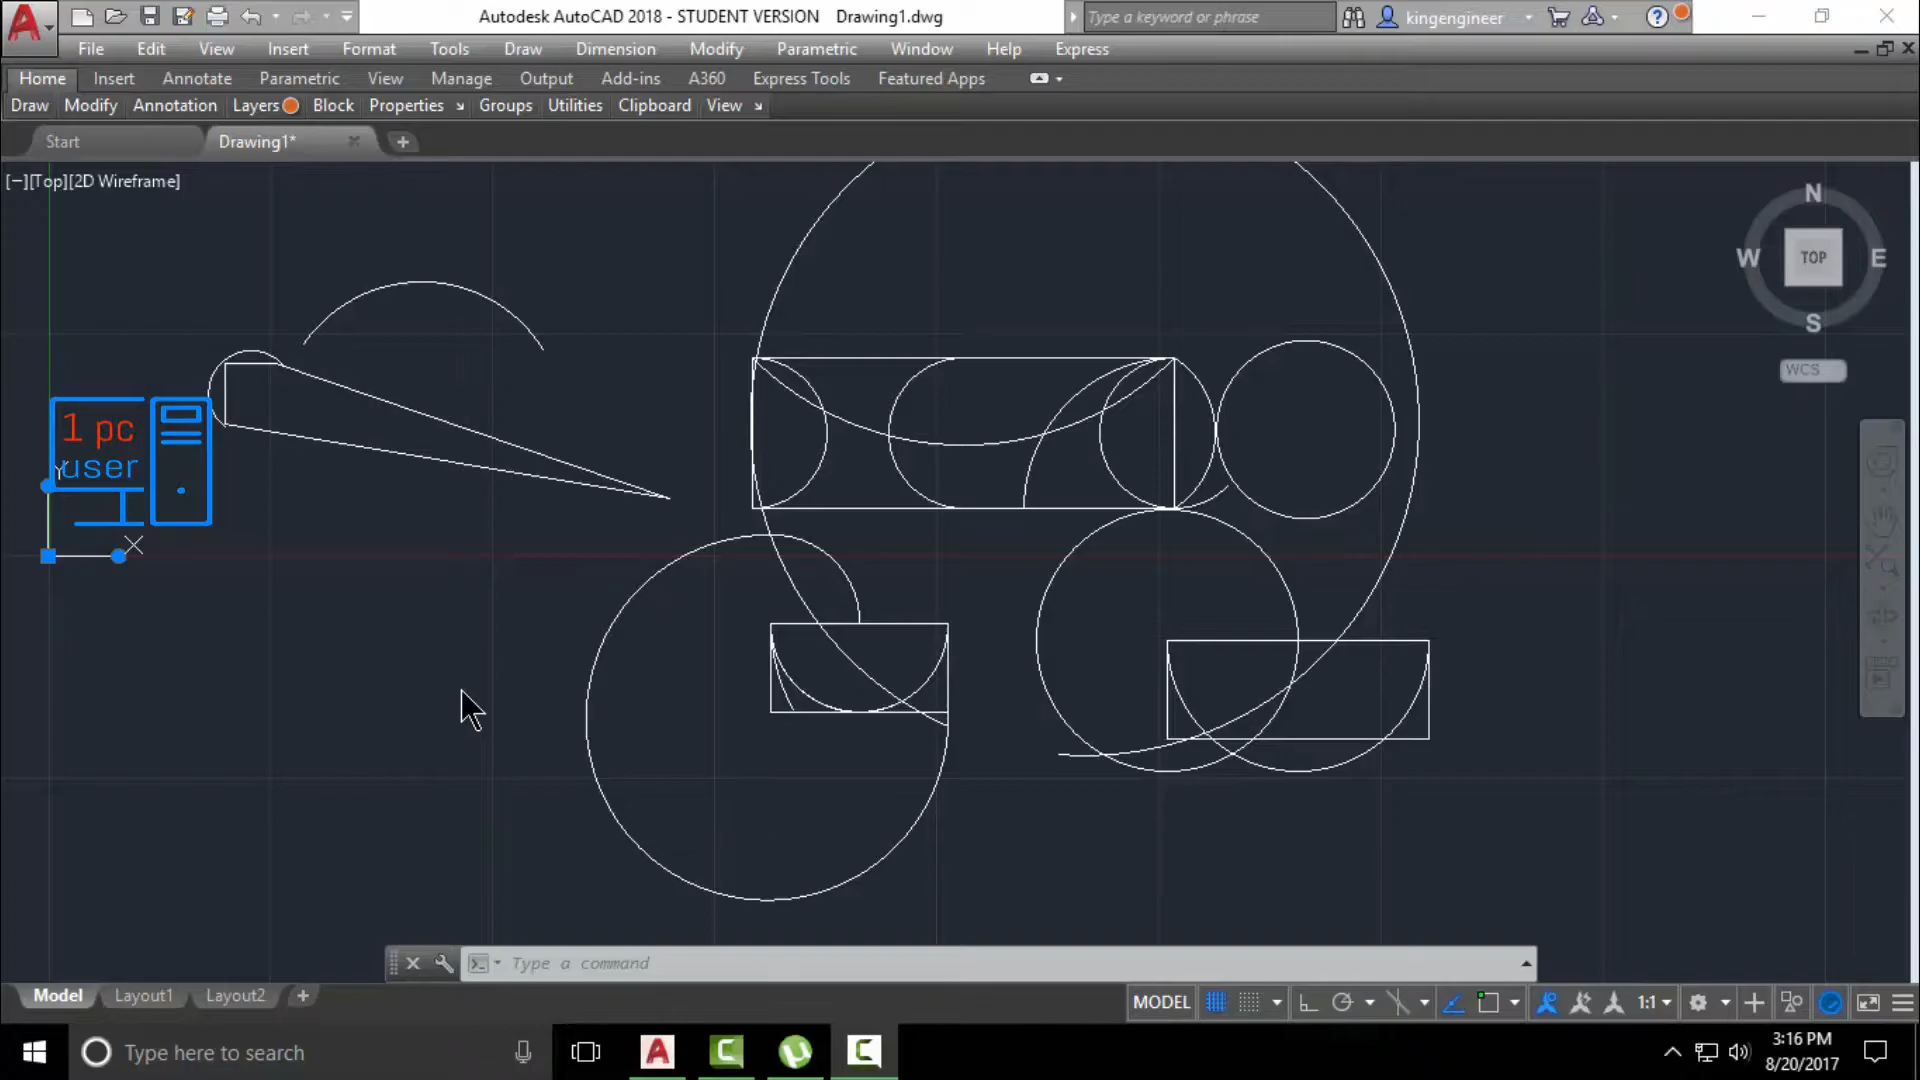 Autodesk AutoCAD 2018 - STUDENT VERSION Drawing1.dwg
Type a keyword or phrase
kingengineer
File Edit View Insert Format Tools Draw Dimension Modify Parametric Window Help Express
Home Insert Annotate Parametric View Manage Output Add-ins A360 Express Tools Featured Apps
Draw Modify Annotation Layers Block Properties Groups Utilities Clipboard View
Start Drawing1*
[−][Top][2D Wireframe]
N
W TOP E
S
WCS
1 pc
user
Y
X
Type a command
Model Layout1 Layout2
MODEL 1:1
Type here to search
3:16 PM
8/20/2017